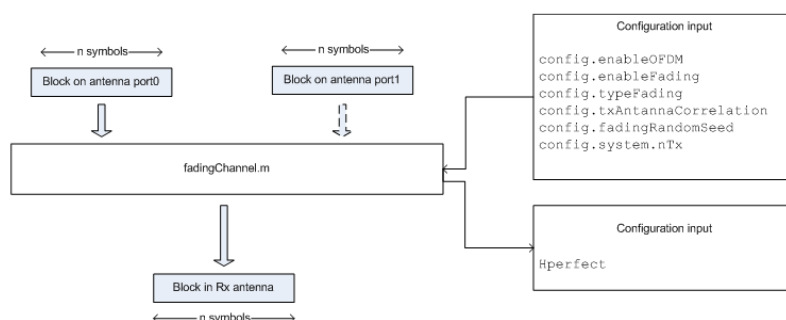 n symbols
Block on antenna port0
n symbols
Block on antenna port1
Configuration input
config.enableOFDM
config.enableFading
config.typeFading
config.txAntannaCorrelation
config.fadingRandomSeed
config.system.nTx
fadingChannel.m
Configuration input
Hperfect
Block in Rx antenna
n symbols